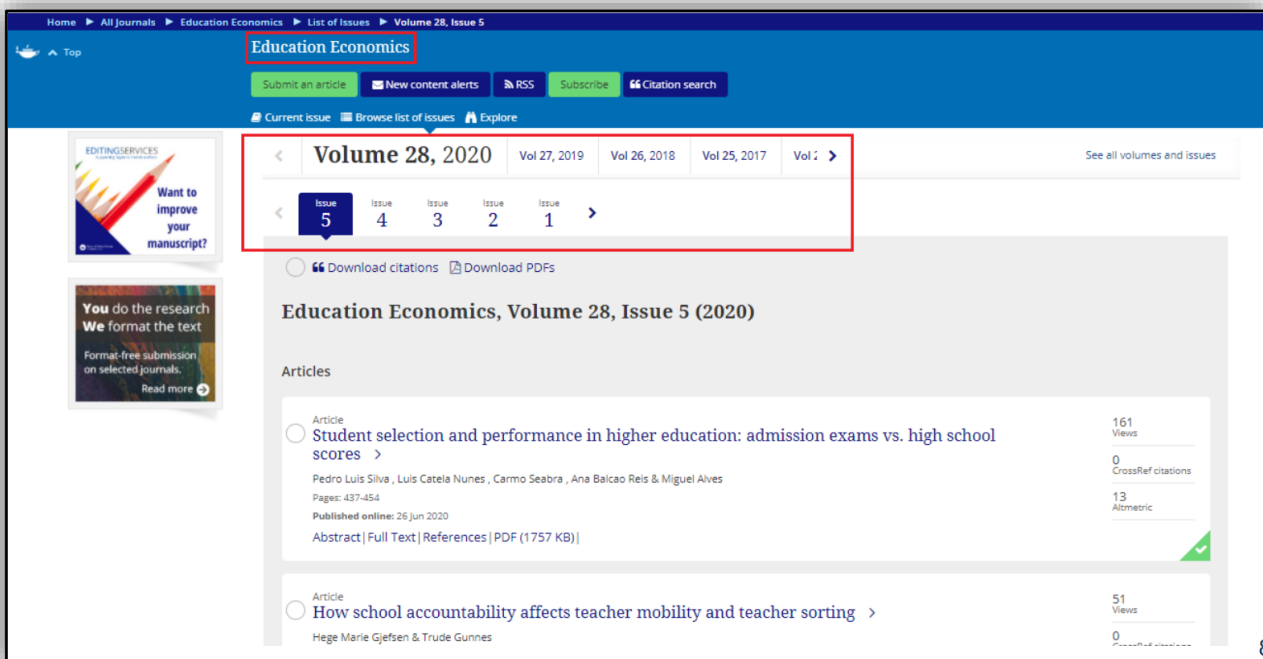 Home ▶ All Journals ▶ Education Economics ▶ List of Issues ▶ Volume 28, Issue 5
Top
Education Economics
Submit an article New content alerts RSS Subscribe Citation search
Current issue Browse list of issues Explore
Volume 28, 2020 Vol 27, 2019 Vol 26, 2018 Vol 25, 2017 Vol
See all volumes and issues
Issue 5 Issue 4 Issue 3 Issue 2 Issue 1
EDITINGSERVICES
Want to
improve
your
manuscript?
You do the research
We format the text
Format-free submission
on selected journals.
Read more
Download citations Download PDFs
Education Economics, Volume 28, Issue 5 (2020)
Articles
Article
Student selection and performance in higher education: admission exams vs. high school
scores >
Pedro Luis Silva , Luis Catela Nunes , Carmo Seabra , Ana Balcao Reis & Miguel Alves
Pages: 437-454
Published online: 26 Jun 2020
Abstract|Full Text|References|PDF (1757 KB)|
161
Views
0
CrossRef citations
13
Altmetric
Article
How school accountability affects teacher mobility and teacher sorting >
Hege Marie Gjefsen & Trude Gunnes
51
Views
0